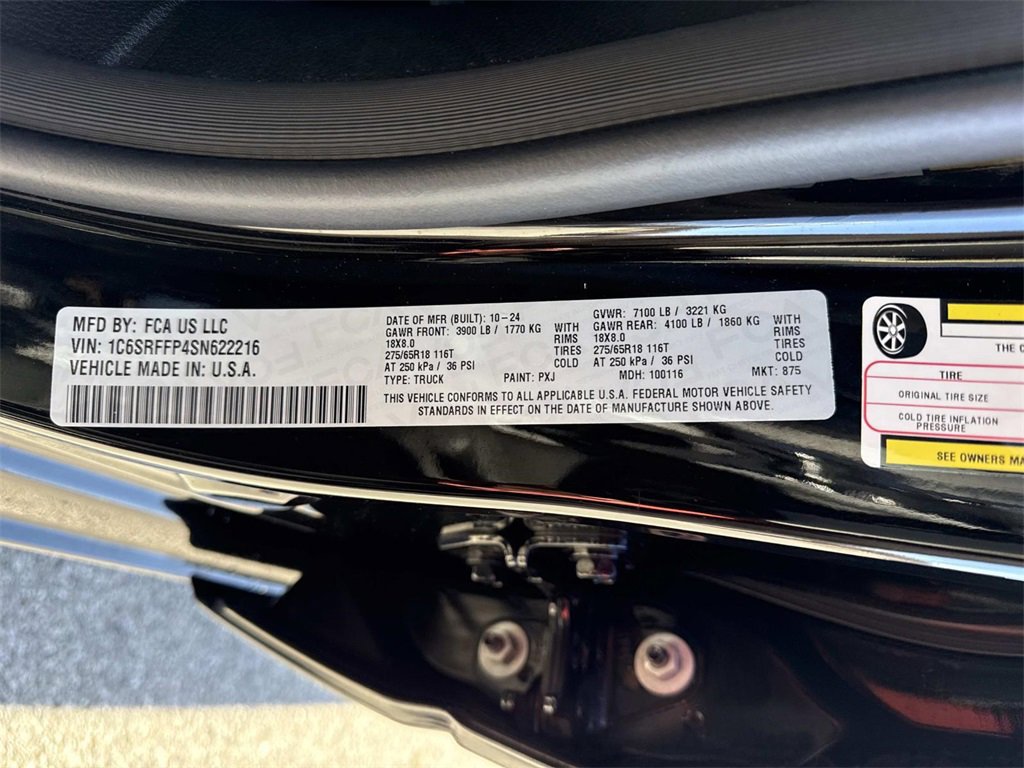 MFD BY: FCA US LLC
VIN: 1C6SRFFP4SN622216
VEHICLE MADE IN: U.S.A.
DATE OF MFR (BUILT): 10-24
GAWR FRONT: 3900 LB / 1770 KG WITH
18X8.0 RIMS
275/65R18 116T TIRES
AT 250 kPa / 36 PSI COLD
GVWR: 7100 LB / 3221 KG
GAWR REAR: 4100 LB / 1860 KG WITH
18X8.0 RIMS
275/65R18 116T TIRES
AT 250 kPa / 36 PSI COLD
TYPE: TRUCK PAINT: PXJ MDH: 100116 MKT: 875
THIS VEHICLE CONFORMS TO ALL APPLICABLE U.S.A. FEDERAL MOTOR VEHICLE SAFETY
STANDARDS IN EFFECT ON THE DATE OF MANUFACTURE SHOWN ABOVE.
THE C
TIRE
ORIGINAL TIRE SIZE
COLD TIRE INFLATION
PRESSURE
SEE OWNERS MA